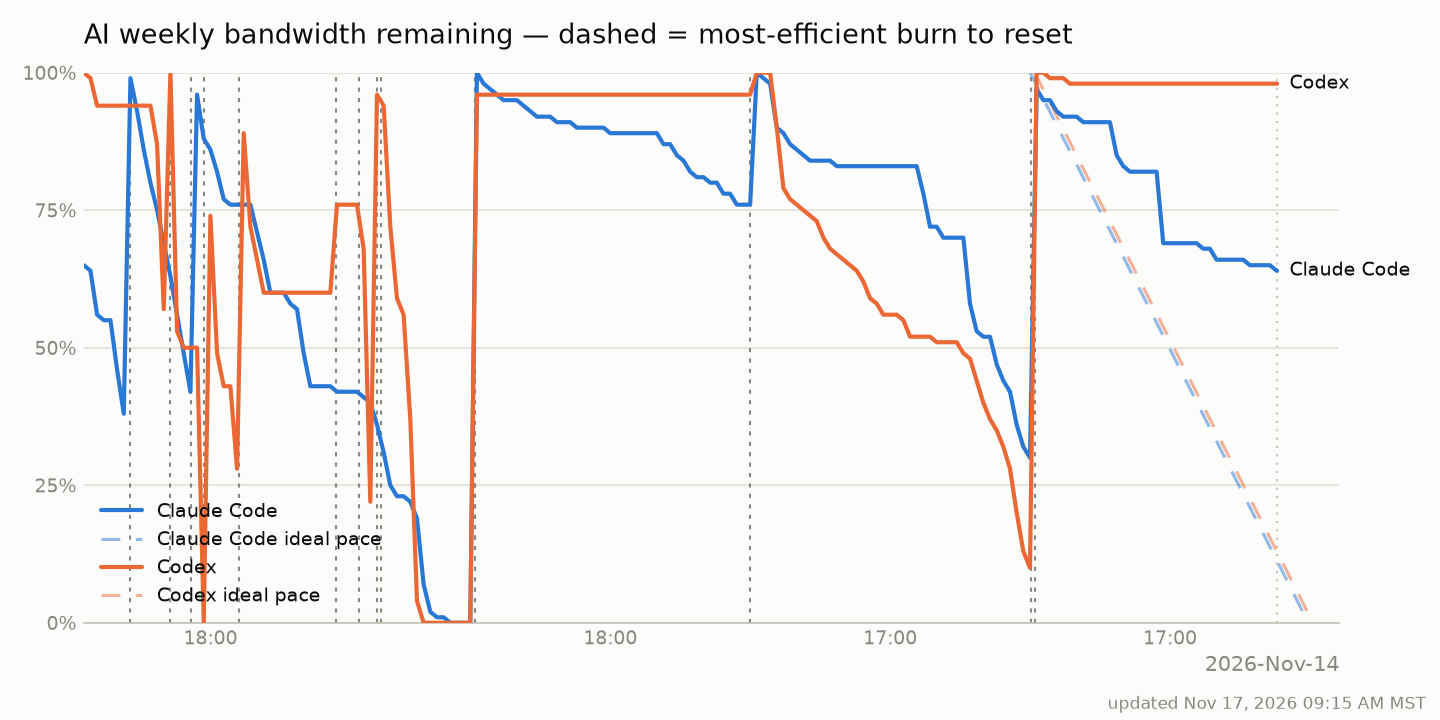 AI weekly bandwidth remaining — dashed = most-efficient burn to reset
100%
75%
50%
25%
0%
Codex
Claude Code
Claude Code
Claude Code ideal pace
Codex
Codex ideal pace
18:00
18:00
17:00
17:00
2026-Nov-14
updated Nov 17, 2026 09:15 AM MST